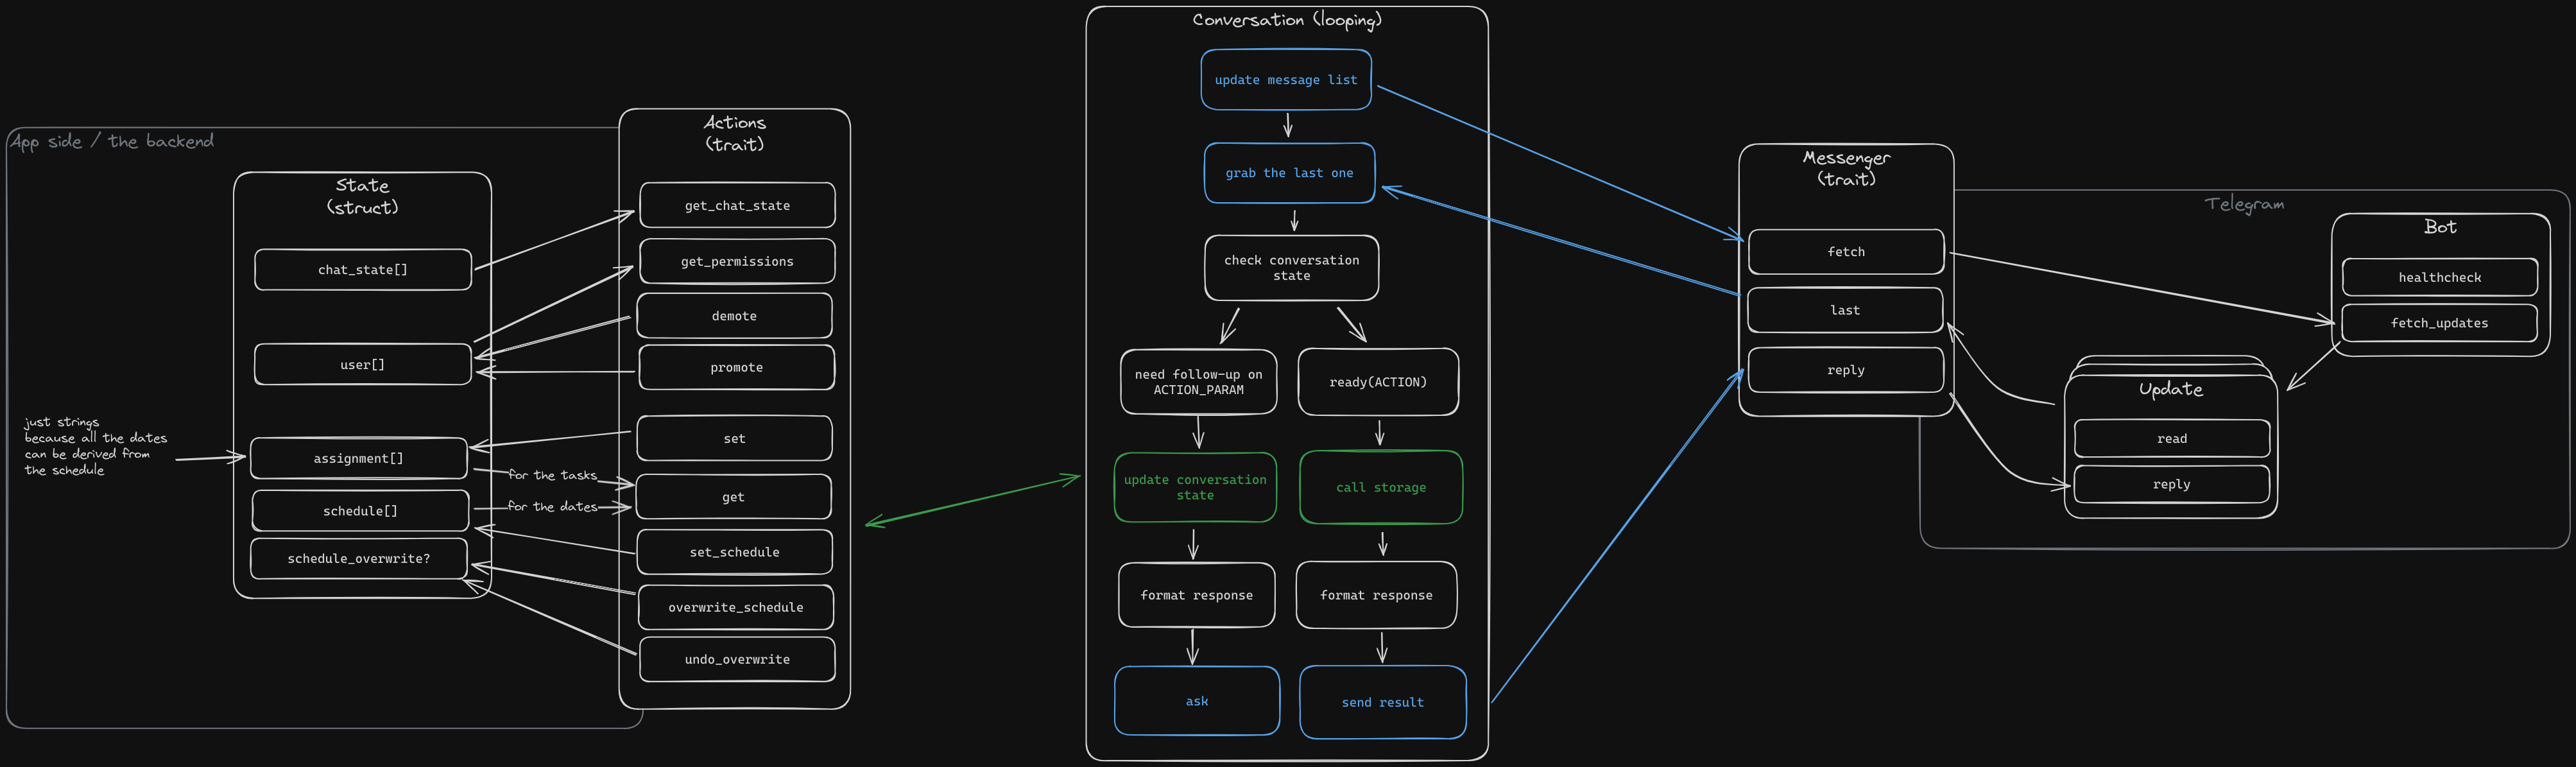 App side / the backend
State
(struct)
chat_state[]
user[]
just strings
because all the dates
can be derived from
the schedule
assignment[]
schedule[]
schedule_overwrite?
for the tasks
for the dates
Actions
(trait)
get_chat_state
get_permissions
demote
promote
set
get
set_schedule
overwrite_schedule
undo_overwrite
Conversation (looping)
update message list
grab the last one
check conversation
state
need follow-up on
ACTION_PARAM
ready(ACTION)
update conversation
state
call storage
format response
format response
ask
send result
Messenger
(trait)
fetch
last
reply
Telegram
Bot
healthcheck
fetch_updates
Update
read
reply